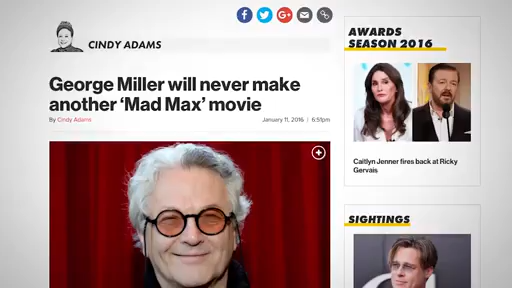 CINDY ADAMS
George Miller will never make
another ‘Mad Max’ movie
By Cindy Adams
January 11, 2016 | 6:51pm
AWARDS
SEASON 2016
Caitlyn Jenner fires back at Ricky
Gervais
SIGHTINGS